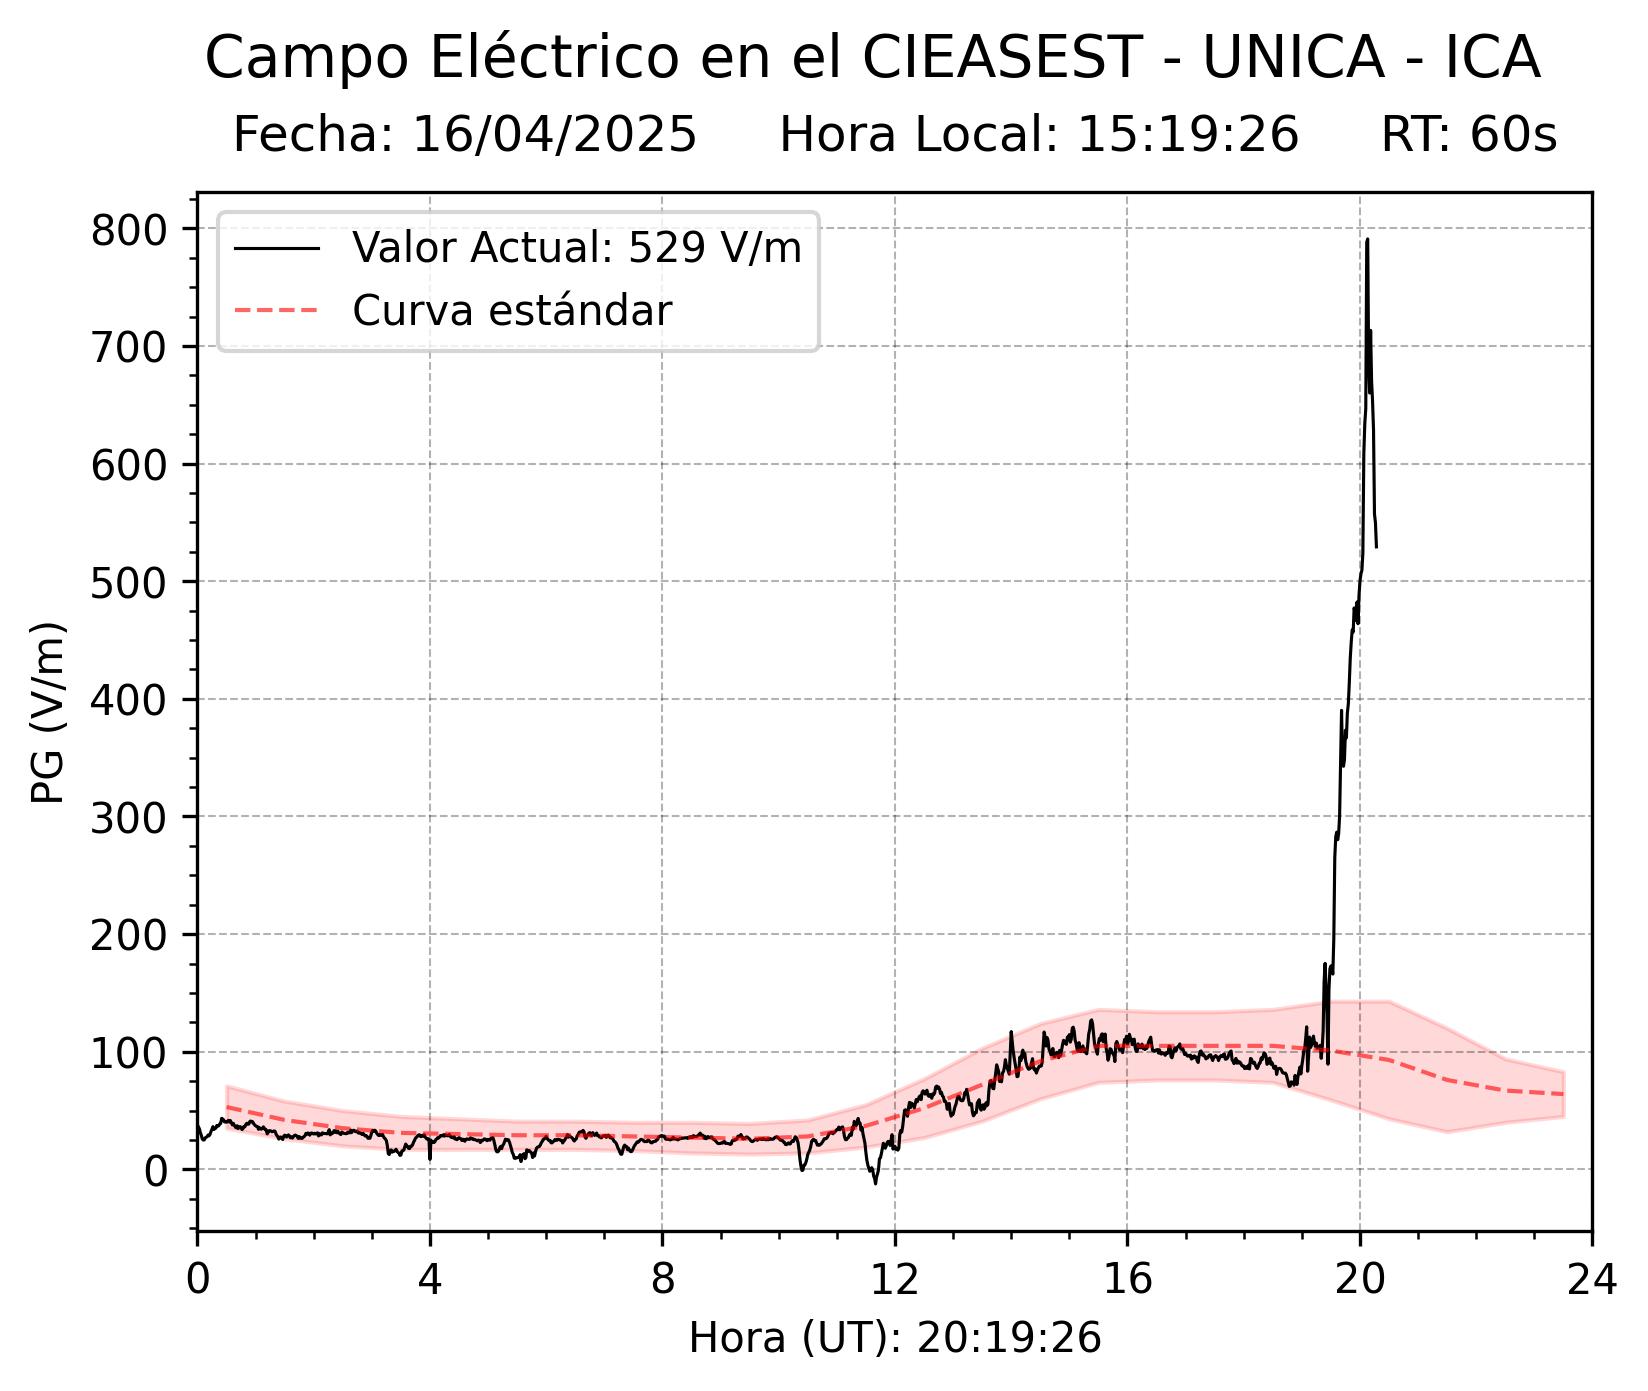 Campo Eléctrico en el CIEASEST - UNICA - ICA
Fecha: 16/04/2025 Hora Local: 15:19:26 RT: 60s
Valor Actual: 529 V/m
Curva estándar
800
700
600
500
400
300
200
100
0
PG (V/m)
0 4 8 12 16 20 24
Hora (UT): 20:19:26